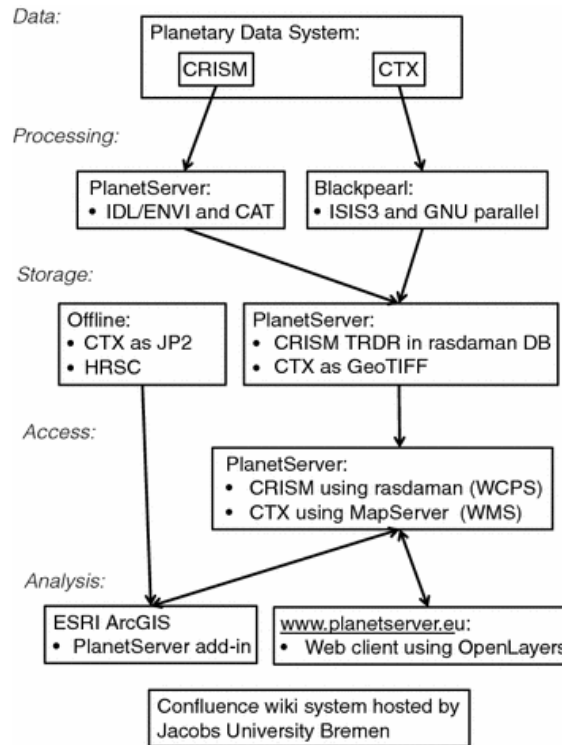 Data:
Planetary Data System:
CRISM
CTX
Processing:
PlanetServer:
• IDL/ENVI and CAT
Blackpearl:
• ISIS3 and GNU parallel
Storage:
Offline:
• CTX as JP2
• HRSC
PlanetServer:
• CRISM TRDR in rasdaman DB
• CTX as GeoTIFF
Access:
PlanetServer:
• CRISM using rasdaman (WCPS)
• CTX using MapServer (WMS)
Analysis:
ESRI ArcGIS
• PlanetServer add-in
www.planetserver.eu:
• Web client using OpenLayers
Confluence wiki system hosted by
Jacobs University Bremen